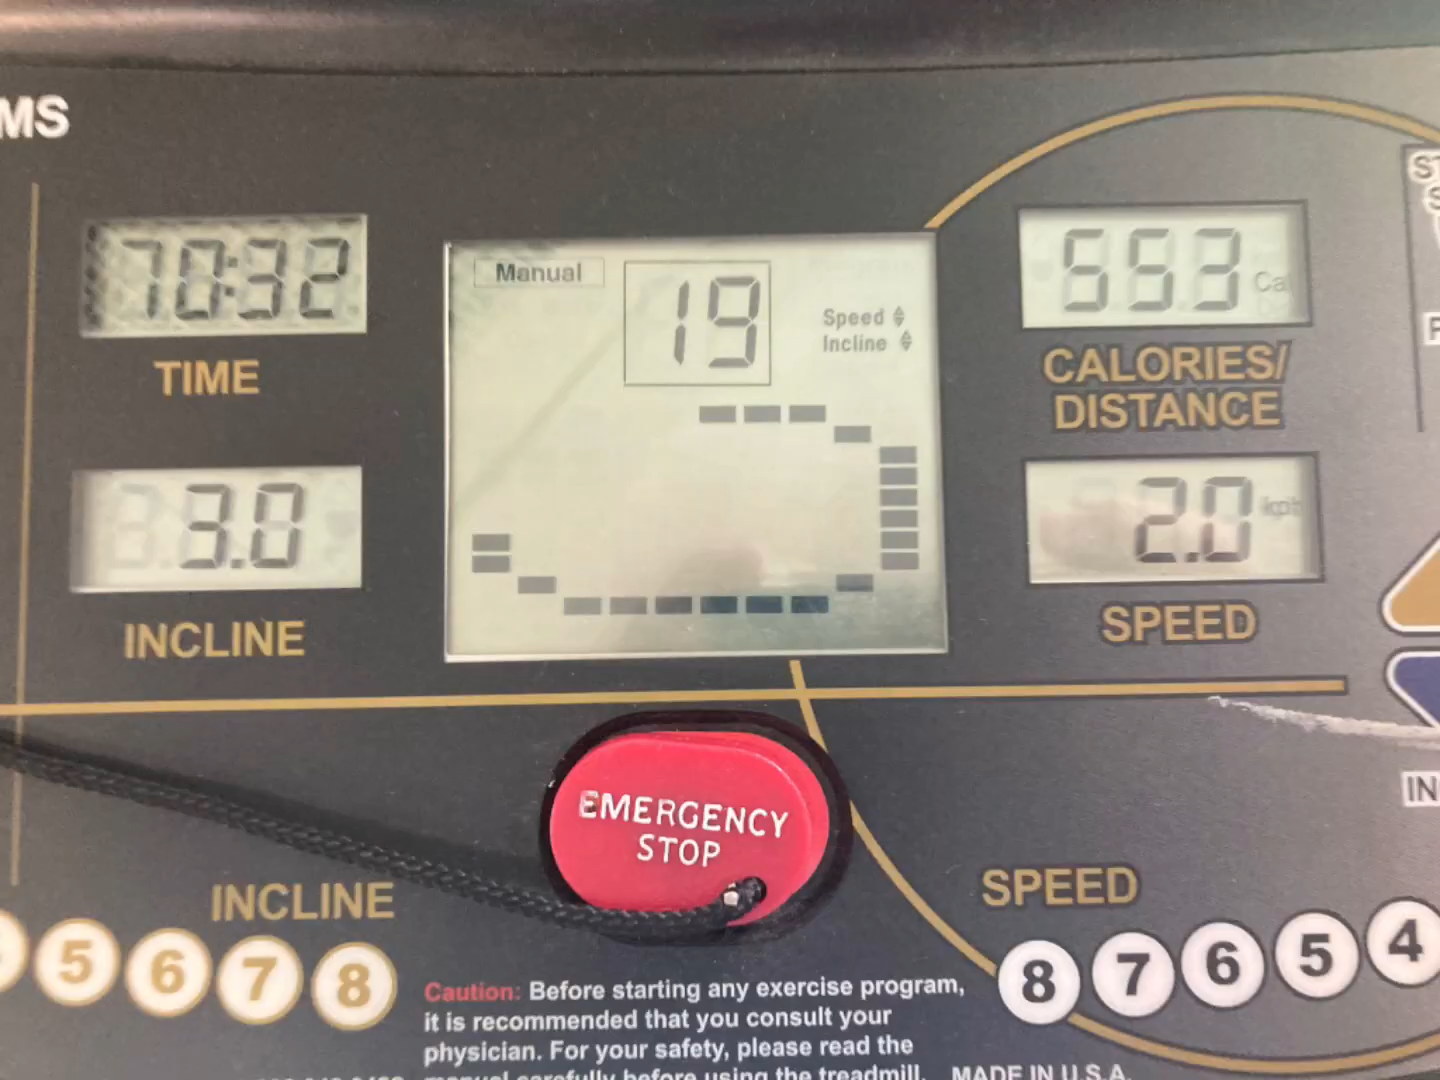 MS
70:32
TIME
3.0
INCLINE
Manual
19
Speed
Incline
553
CALORIES/
DISTANCE
2.0 kph
SPEED
EMERGENCY
STOP
INCLINE
5 6 7 8
SPEED
8 7 6 5 4
Caution: Before starting any exercise program,
it is recommended that you consult your
physician. For your safety, please read the
manual carefully before using the treadmill. MADE IN U.S.A.